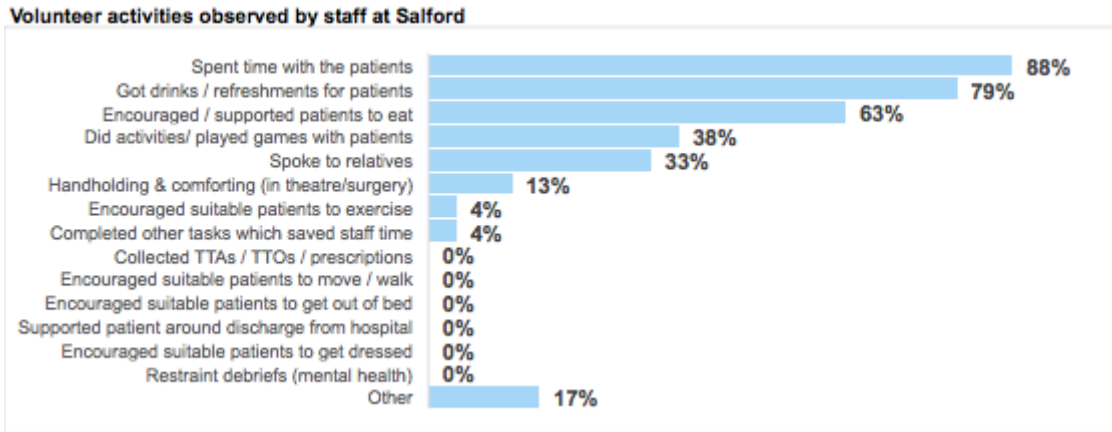 Volunteer activities observed by staff at Salford
Spent time with the patients 88%
Got drinks / refreshments for patients 79%
Encouraged / supported patients to eat 63%
Did activities/ played games with patients 38%
Spoke to relatives 33%
Handholding & comforting (in theatre/surgery) 13%
Encouraged suitable patients to exercise 4%
Completed other tasks which saved staff time 4%
Collected TTAs / TTOs / prescriptions 0%
Encouraged suitable patients to move / walk 0%
Encouraged suitable patients to get out of bed 0%
Supported patient around discharge from hospital 0%
Encouraged suitable patients to get dressed 0%
Restraint debriefs (mental health) 0%
Other 17%